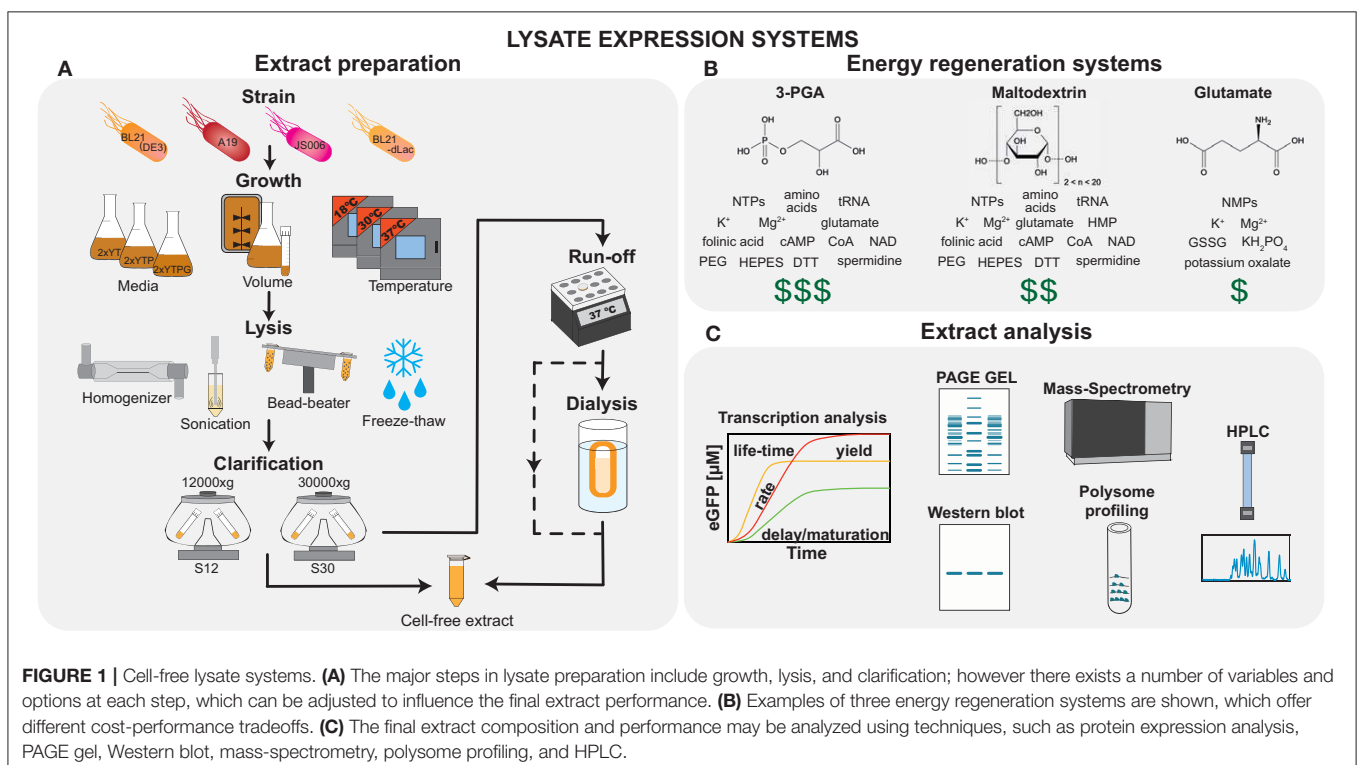 LYSATE EXPRESSION SYSTEMS
A
Extract preparation
Strain
BL21
(DE3)
A19
JS006
BL21
-dLac
Growth
2xYT
2xYTP
2xYTPG
Media
Volume
18°C
30°C
37°C
Temperature
Lysis
Homogenizer
Sonication
Bead-beater
Freeze-thaw
Clarification
12000xg
30000xg
S12
S30
Run-off
37 °C
Dialysis
Cell-free extract
B
Energy regeneration systems
3-PGA
HO
OH
P
O
O
O
OH
OH
HO
NTPs amino acids tRNA
K⁺ Mg²⁺ glutamate
folinic acid cAMP CoA NAD
PEG HEPES DTT spermidine
$$$
Maltodextrin
CH2OH
O
OH
HO
O
OH
OH
2 < n < 20
NTPs amino acids tRNA
K⁺ Mg²⁺ glutamate HMP
folinic acid cAMP CoA NAD
PEG HEPES DTT spermidine
$$
Glutamate
O
NH₂
HO
OH
O
NMPs
K⁺ Mg²⁺
GSSG KH₂PO₄
potassium oxalate
$
C
Extract analysis
Transcription analysis
eGFP [µM]
life-time
yield
rate
delay/maturation
Time
PAGE GEL
Mass-Spectrometry
HPLC
Western blot
Polysome
profiling
FIGURE 1 | Cell-free lysate systems. (A) The major steps in lysate preparation include growth, lysis, and clarification; however there exists a number of variables and
options at each step, which can be adjusted to influence the final extract performance. (B) Examples of three energy regeneration systems are shown, which offer
different cost-performance tradeoffs. (C) The final extract composition and performance may be analyzed using techniques, such as protein expression analysis,
PAGE gel, Western blot, mass-spectrometry, polysome profiling, and HPLC.